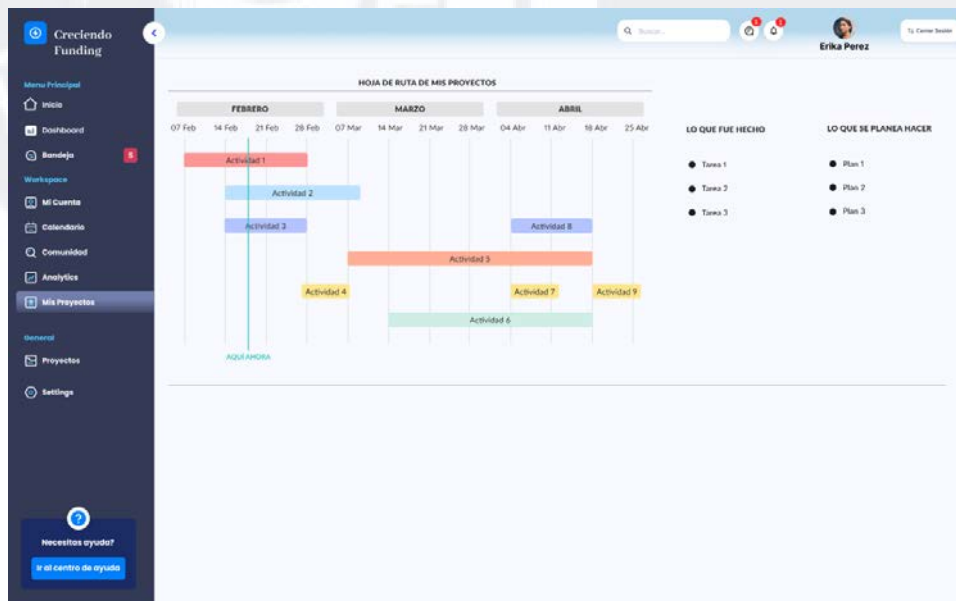 Creciendo
Funding
Menu Principal
Inicio
Dashboard
Bandeja
Workspace
Mi Cuenta
Calendario
Comunidad
Analytics
Mis Proyectos
General
Proyectos
Settings
Necesitas ayuda?
Ir al centro de ayuda
Buscar...
Erika Perez
Cerrar Sesión
HOJA DE RUTA DE MIS PROYECTOS
FEBRERO MARZO ABRIL
07 Feb 14 Feb 21 Feb 28 Feb 07 Mar 14 Mar 21 Mar 28 Mar 04 Abr 11 Abr 18 Abr 25 Abr
Actividad 1
Actividad 2
Actividad 3 Actividad 8
Actividad 5
Actividad 4 Actividad 7 Actividad 9
Actividad 6
AQUÍ AHORA
LO QUE FUE HECHO
Tarea 1
Tarea 2
Tarea 3
LO QUE SE PLANEA HACER
Plan 1
Plan 2
Plan 3